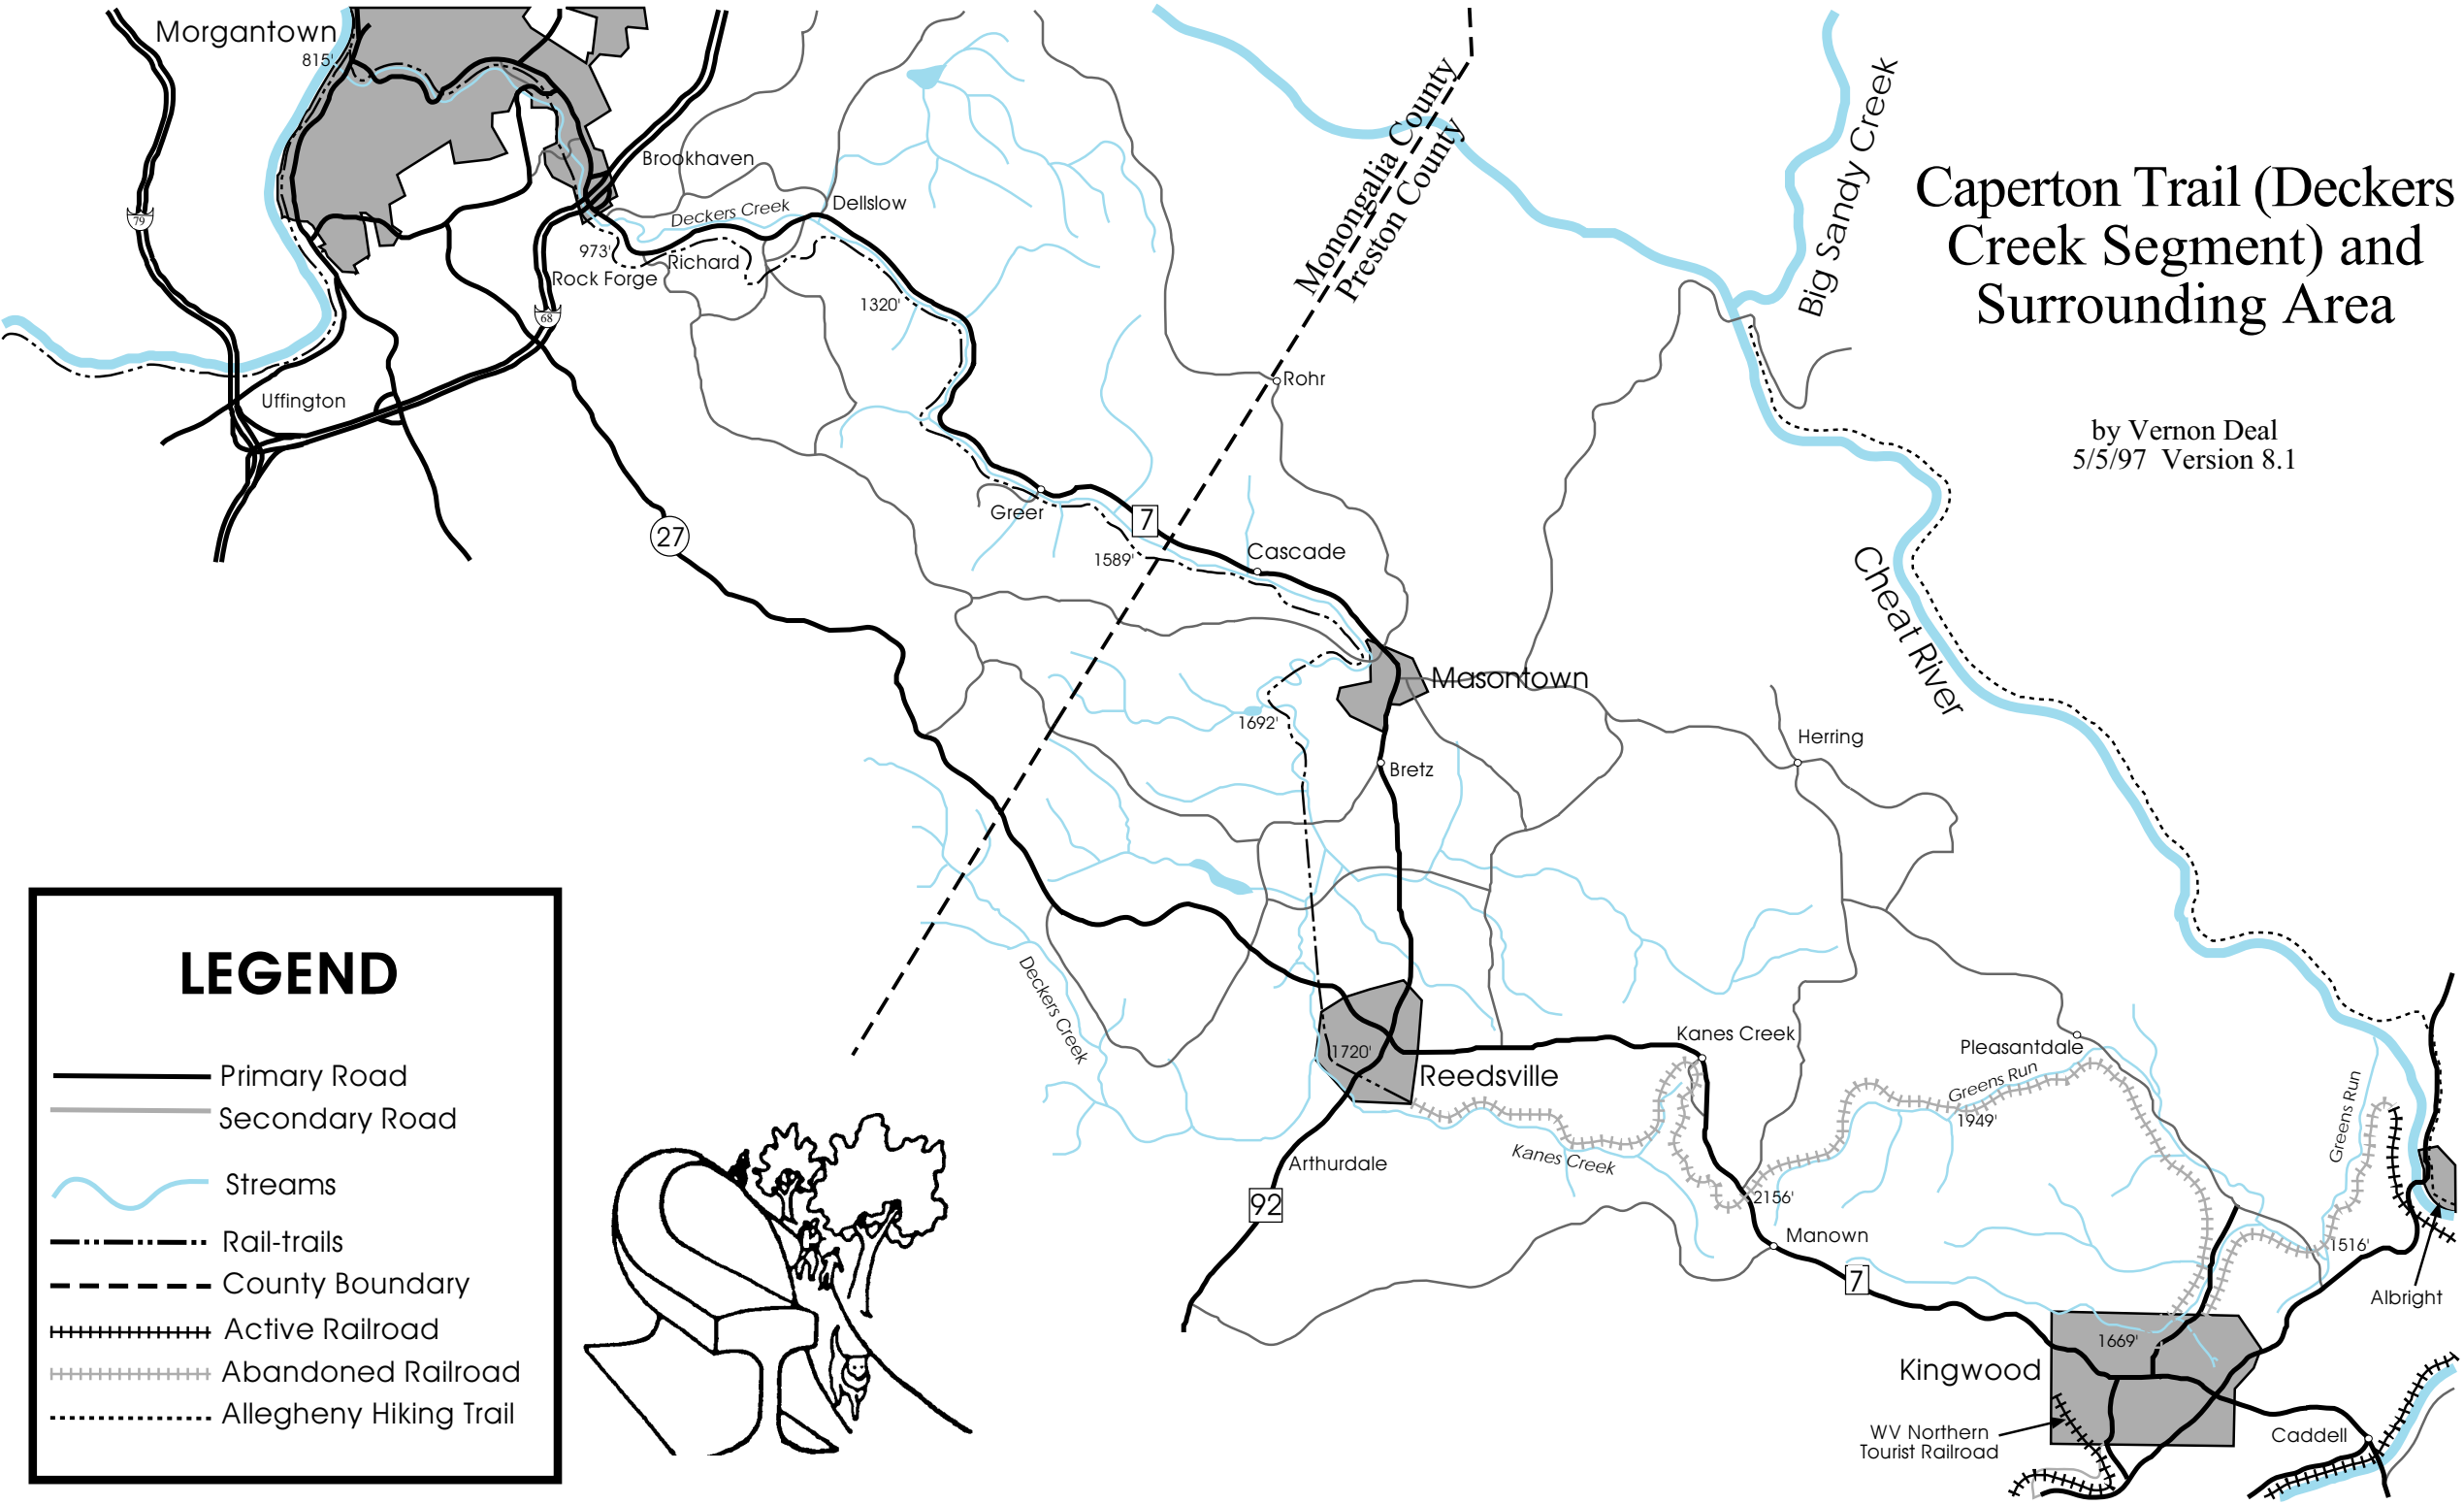 Morgantown
815'
79
Brookhaven
Deckers Creek
Dellslow
973'
Richard
Rock Forge
1320'
68
Uffington
27
Monongalia County
Preston County
Big Sandy Creek
Caperton Trail (Deckers
Creek Segment) and
Surrounding Area
by Vernon Deal
5/5/97 Version 8.1
Rohr
Greer
7
1589'
Cascade
Cheat River
Masontown
1692'
Bretz
Herring
Deckers Creek
1720'
Reedsville
Kanes Creek
Pleasantdale
Greens Run
1949'
Greens Run
Kanes Creek
Arthurdale
92
2156'
Manown
7
1516'
Albright
1669'
Kingwood
WV Northern
Tourist Railroad
Caddell
LEGEND
Primary Road
Secondary Road
Streams
Rail-trails
County Boundary
Active Railroad
Abandoned Railroad
Allegheny Hiking Trail